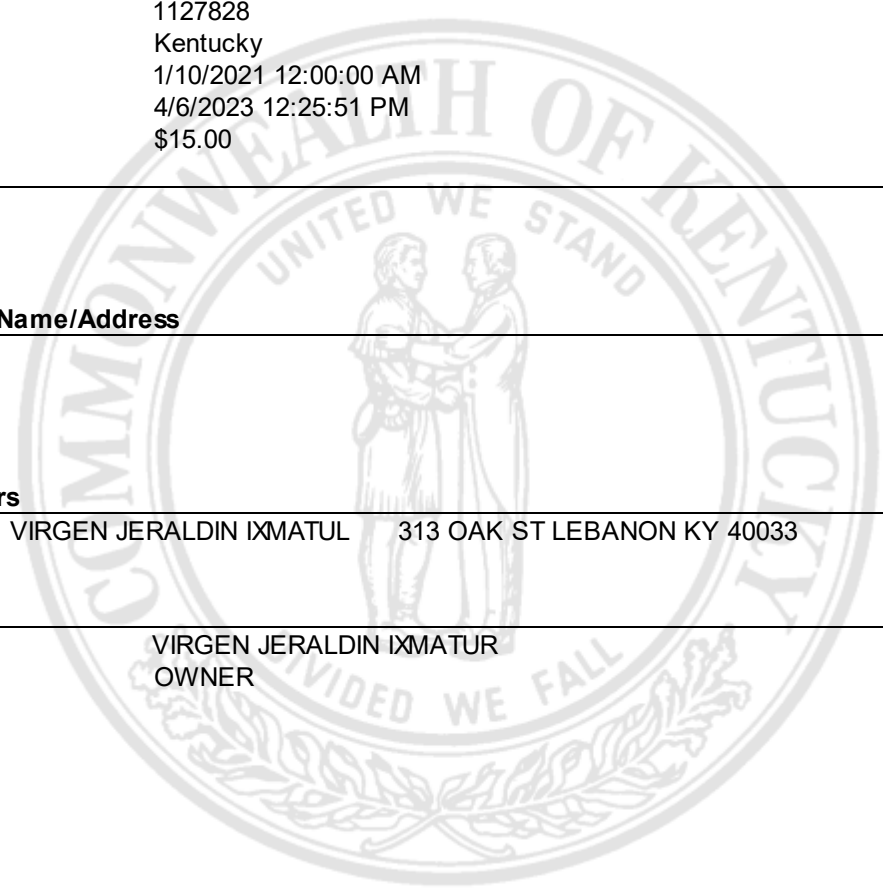 1127828
Kentucky
1/10/2021 12:00:00 AM
4/6/2023 12:25:51 PM
$15.00
COMMONWEALTH OF KENTUCKY
UNITED WE STAND
Name/Address
rs
VIRGEN JERALDIN IXMATUL 313 OAK ST LEBANON KY 40033
VIRGEN JERALDIN IXMATUR
OWNER
DIVIDED WE FALL